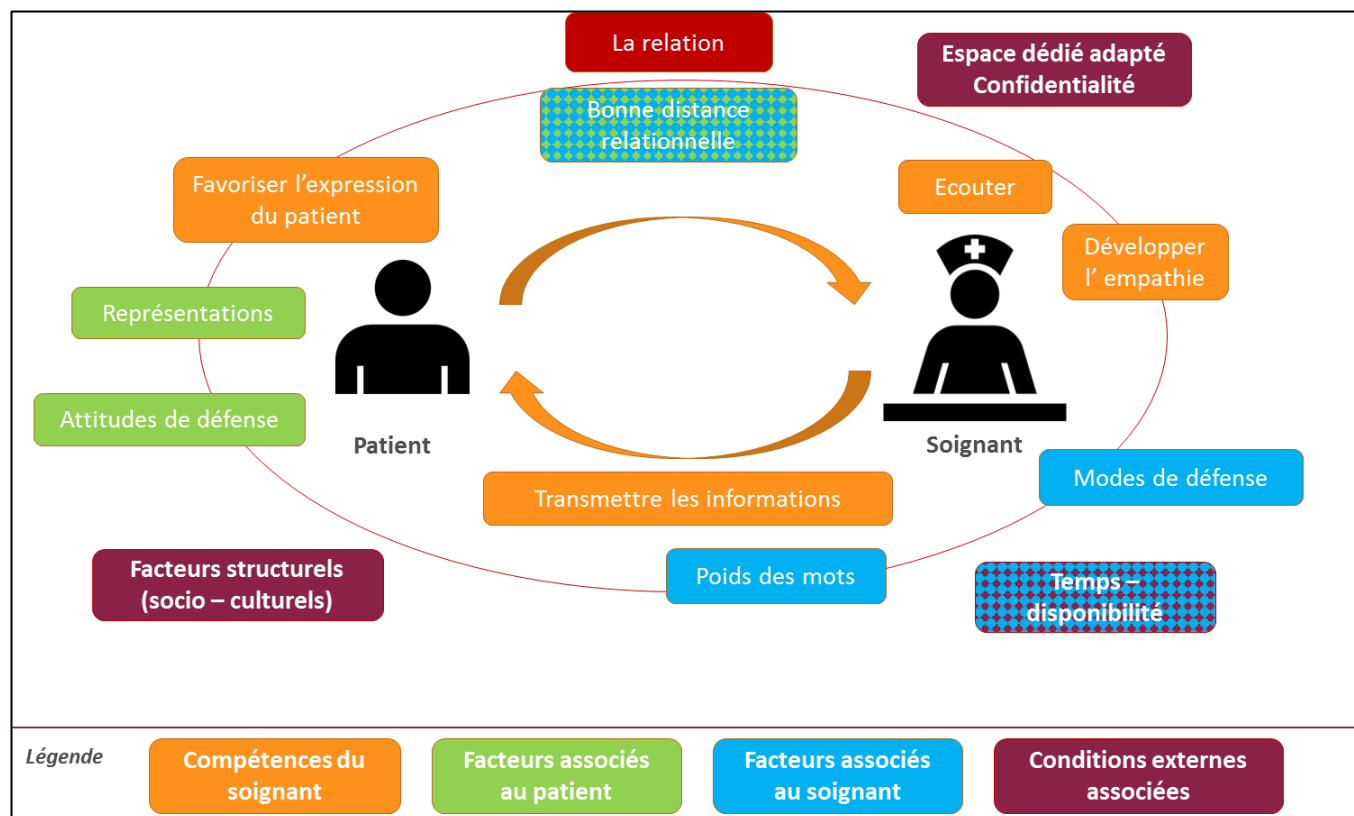 La relation
Espace dédié adapté
Confidentialité
Bonne distance
relationnelle
Favoriser l’expression
du patient
Ecouter
Développer
l’ empathie
Représentations
Attitudes de défense
Patient
Soignant
Modes de défense
Transmettre les informations
Poids des mots
Facteurs structurels
(socio – culturels)
Temps –
disponibilité
Légende
Compétences du
soignant
Facteurs associés
au patient
Facteurs associés
au soignant
Conditions externes
associées